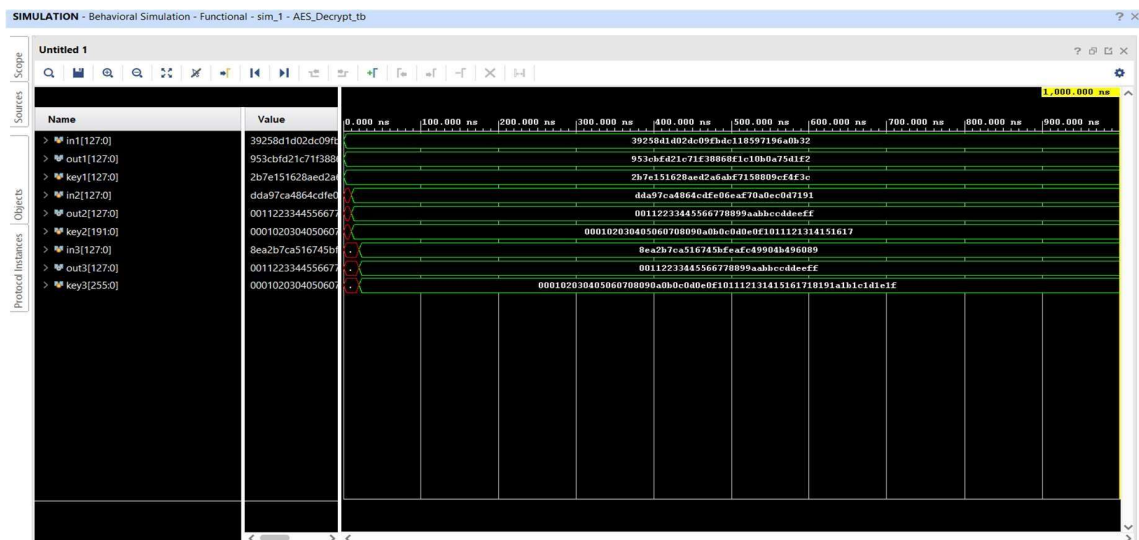 SIMULATION - Behavioral Simulation - Functional - sim_1 - AES_Decrypt_tb ? ×
Untitled 1
Scope
Sources
Objects
Protocol Instances
1,000.000 ns
Name Value
0.000 ns 100.000 ns 200.000 ns 300.000 ns 400.000 ns 500.000 ns 600.000 ns 700.000 ns 800.000 ns 900.000 ns
in1[127:0] 39258d1d02dc09fb 39258d1d02dc09fbdc118597196a0b32
out1[127:0] 953cbfd21c71f388 953cbfd21c71f38868f1c10b0a75d1f2
key1[127:0] 2b7e151628aed2a 2b7e151628aed2a6abf7158809cf4f3c
in2[127:0] dda97ca4864cdfe0 dda97ca4864cdfe06eaf70a0ec0d7191
out2[127:0] 0011223344556677 00112233445566778899aabbccddeeff
key2[191:0] 0001020304050607 000102030405060708090a0b0c0d0e0f1011121314151617
in3[127:0] 8ea2b7ca516745bf 8ea2b7ca516745bfeafc49904b496089
out3[127:0] 0011223344556677 00112233445566778899aabbccddeeff
key3[255:0] 0001020304050607 000102030405060708090a0b0c0d0e0f101112131415161718191a1b1c1d1e1f